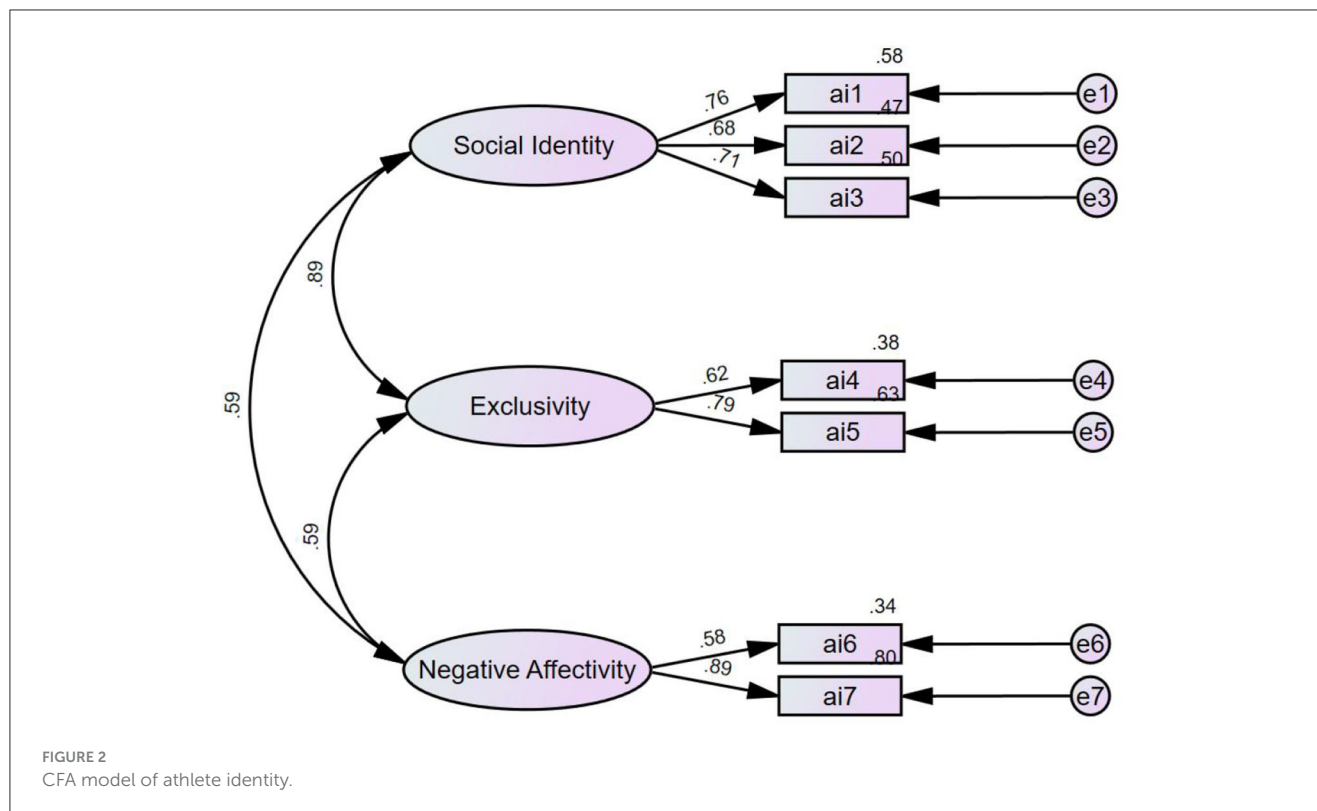 .58
.76
ai1
e1
.47
Social Identity
.68
ai2
e2
.50
.71
ai3
e3
.89
.38
.62
ai4
e4
.59
Exclusivity
.63
.79
ai5
e5
.59
.34
.58
ai6
e6
Negative Affectivity
.80
.89
ai7
e7
FIGURE 2
CFA model of athlete identity.